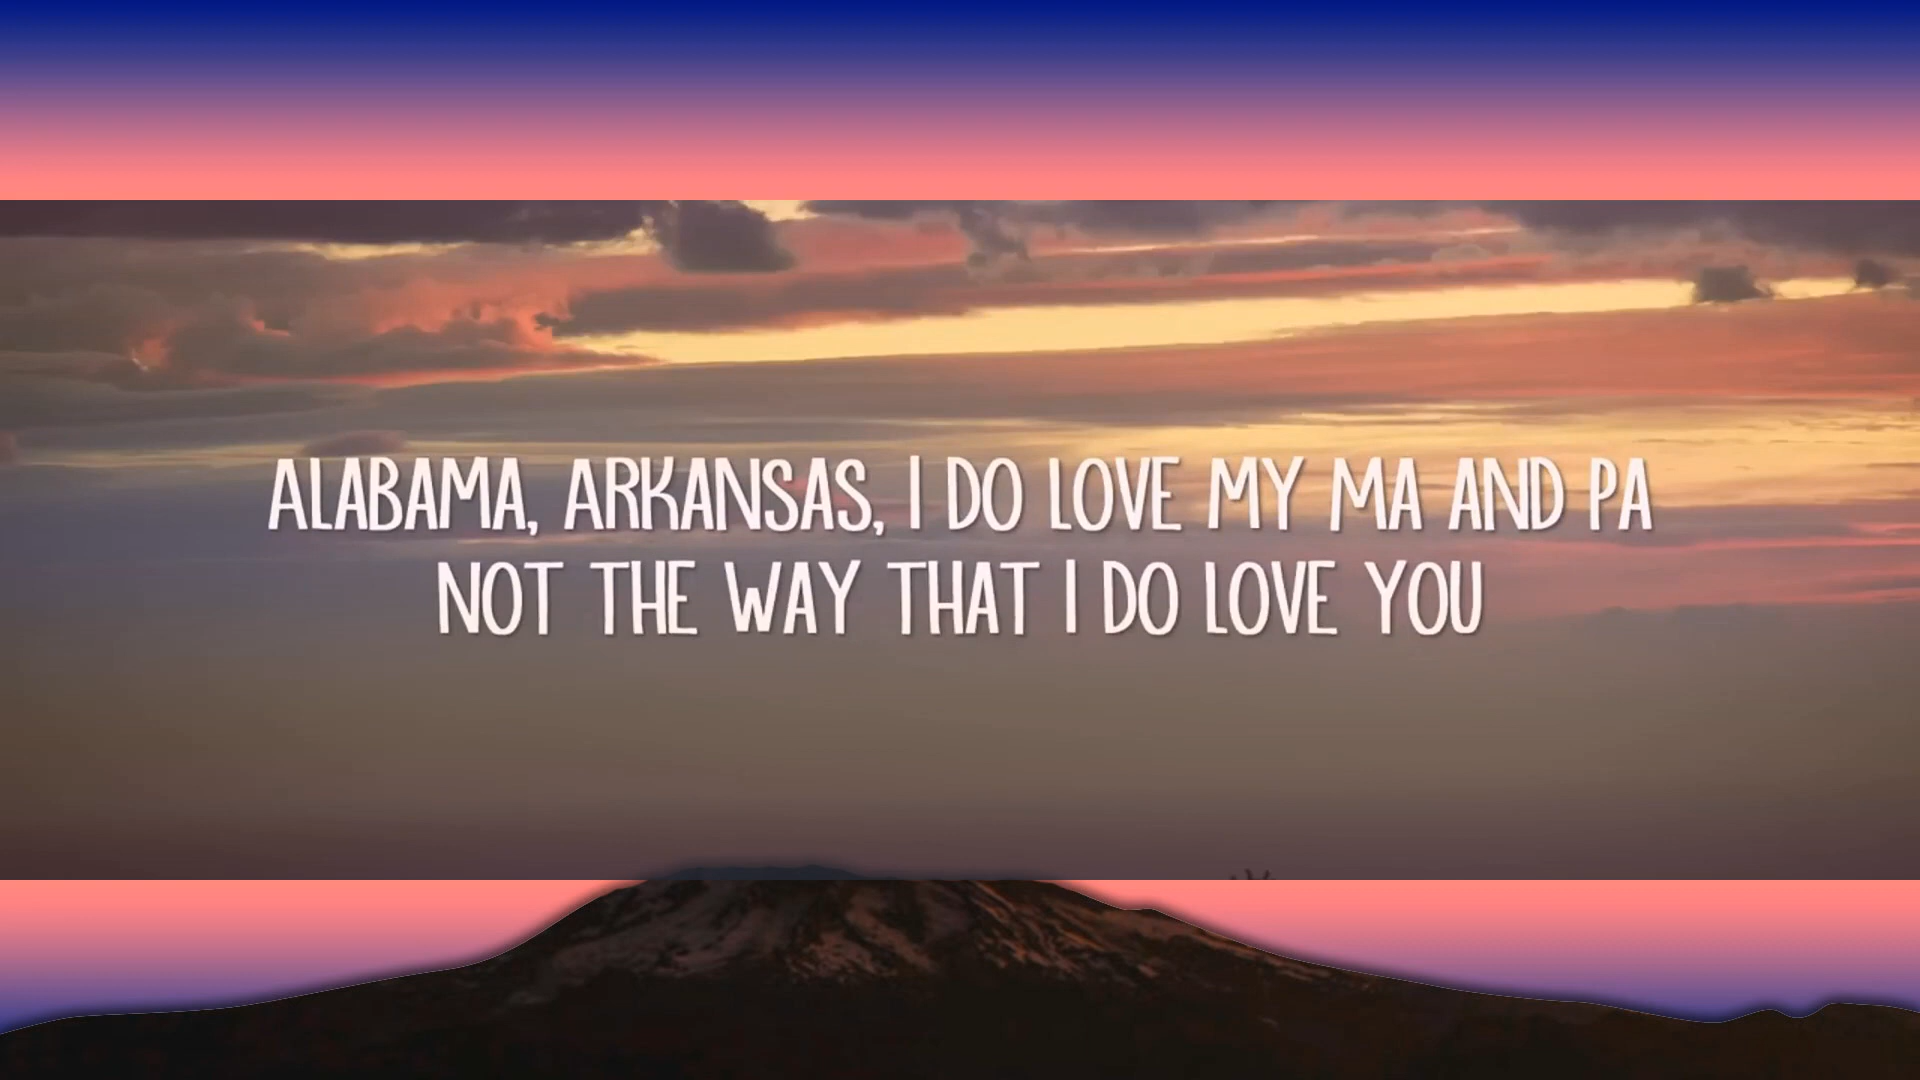 ALABAMA, ARKANSAS, I DO LOVE MY MA AND PA
NOT THE WAY THAT I DO LOVE YOU